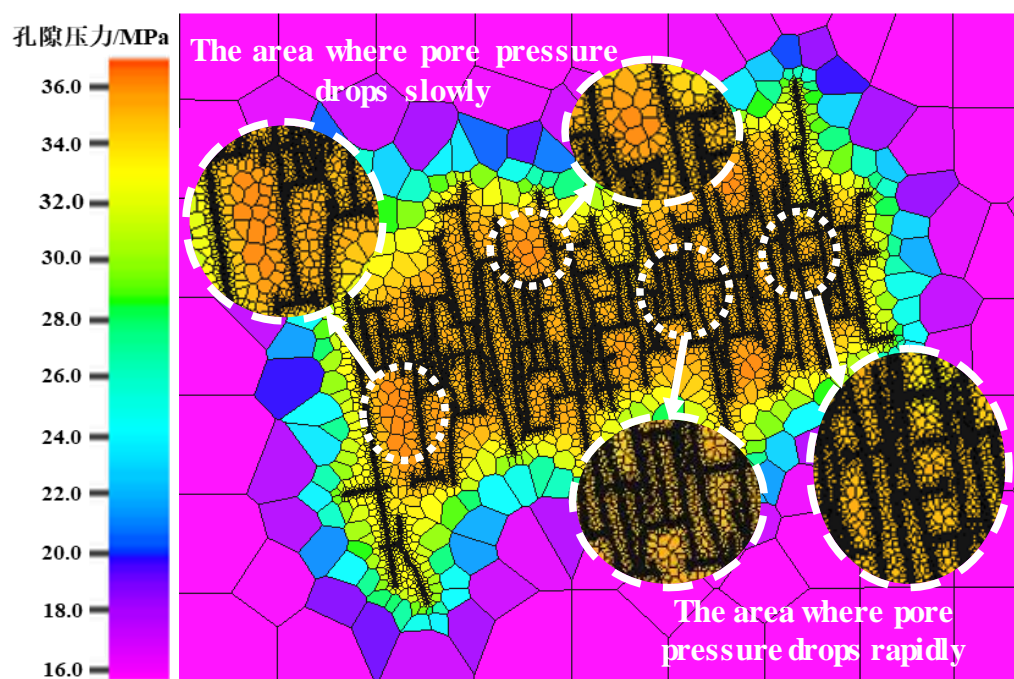 孔隙压力/MPa
36.0
34.0
32.0
30.0
28.0
26.0
24.0
22.0
20.0
18.0
16.0
The area where pore pressure
drops slowly
The area where pore
pressure drops rapidly